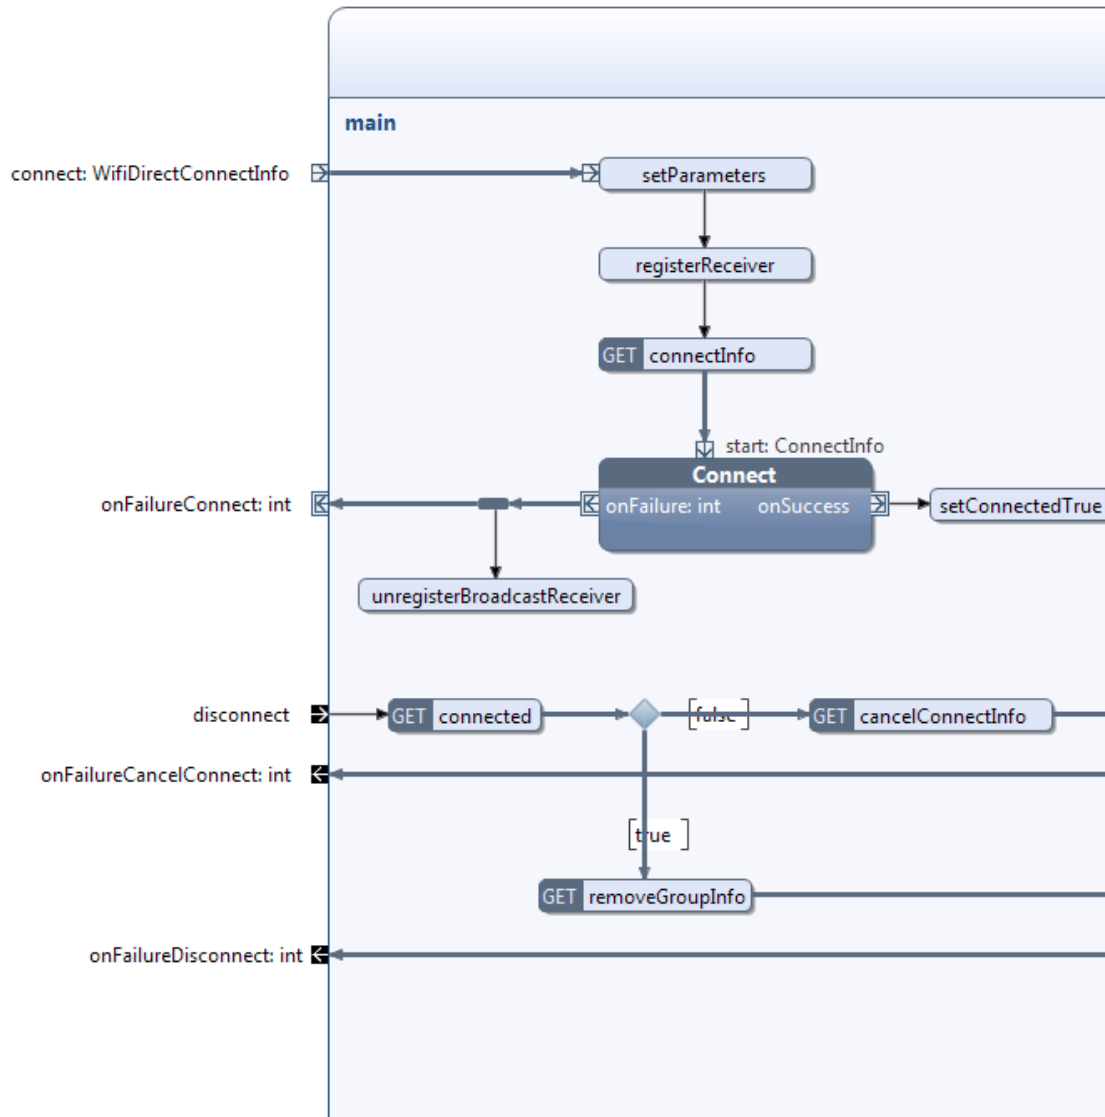 main
connect: WifiDirectConnectInfo
setParameters
registerReceiver
GET connectInfo
start: ConnectInfo
Connect
onFailureConnect: int
onFailure: int onSuccess
setConnectedTrue
unregisterBroadcastReceiver
disconnect
GET connected
false
GET cancelConnectInfo
onFailureCancelConnect: int
true
GET removeGroupInfo
onFailureDisconnect: int